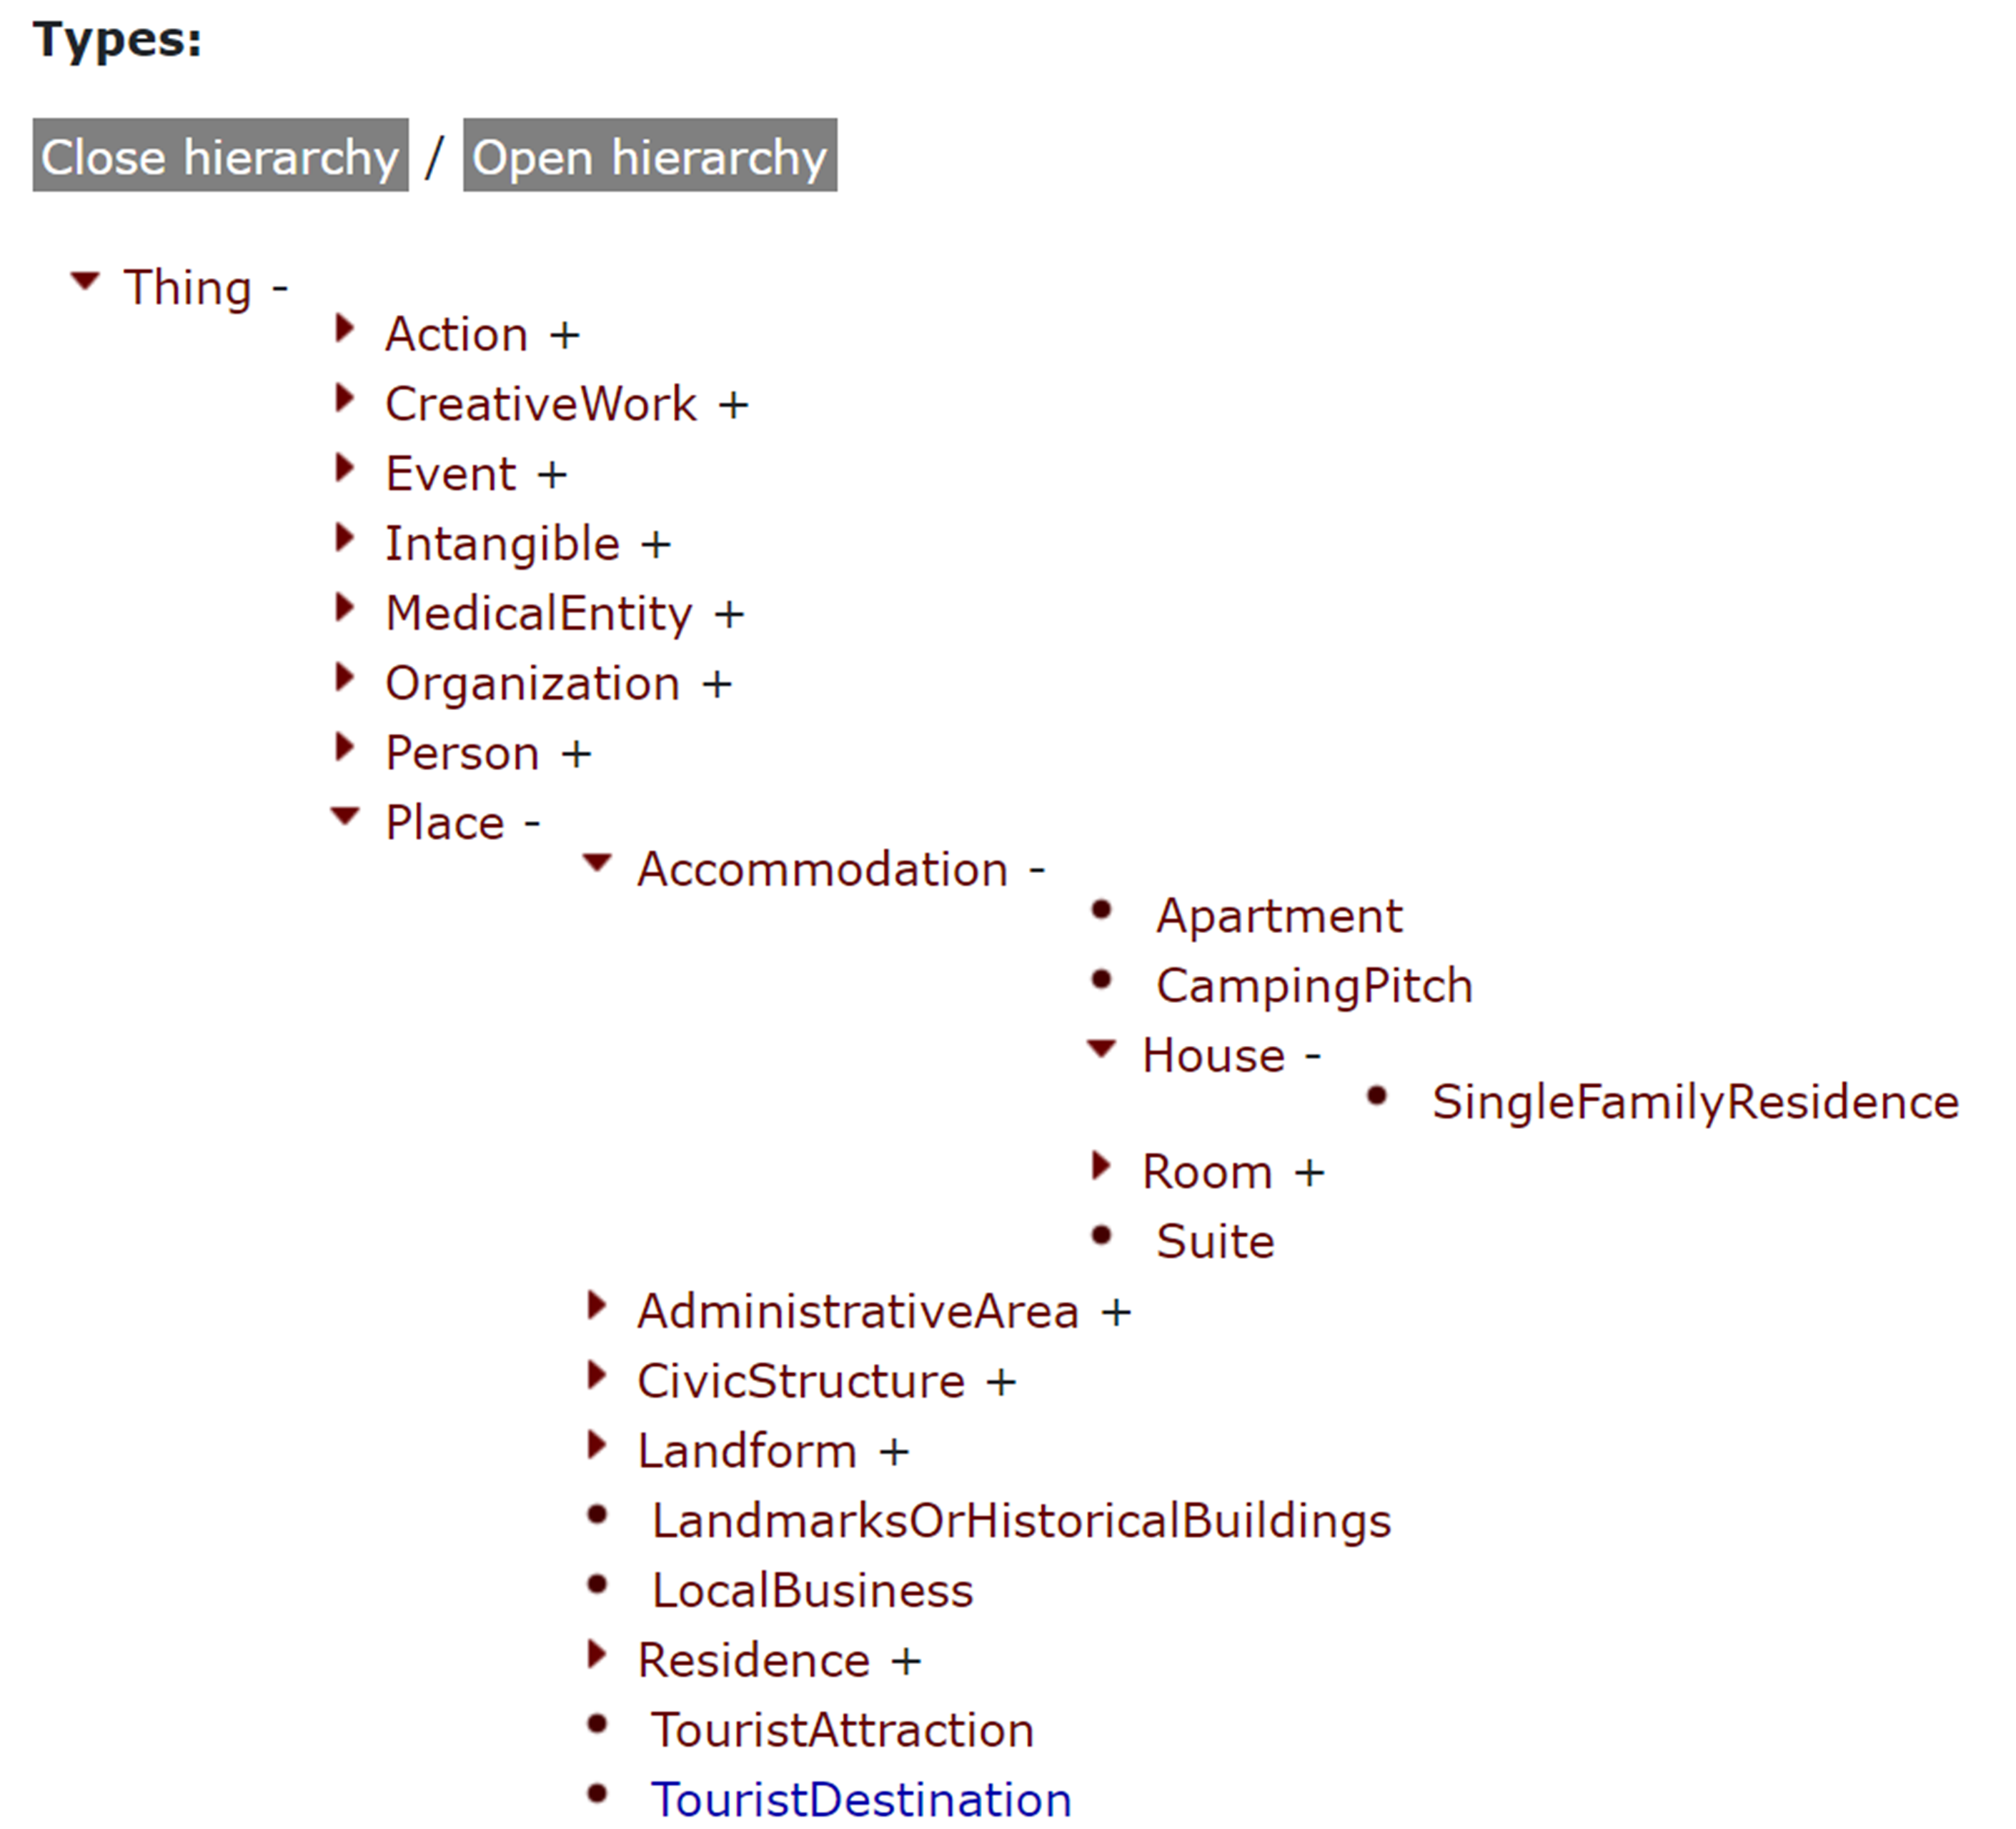 Types:
Close hierarchy / Open hierarchy
Thing -
Action +
CreativeWork +
Event +
Intangible +
MedicalEntity +
Organization +
Person +
Place -
Accommodation -
Apartment
CampingPitch
House -
SingleFamilyResidence
Room +
Suite
AdministrativeArea +
CivicStructure +
Landform +
LandmarksOrHistoricalBuildings
LocalBusiness
Residence +
TouristAttraction
TouristDestination